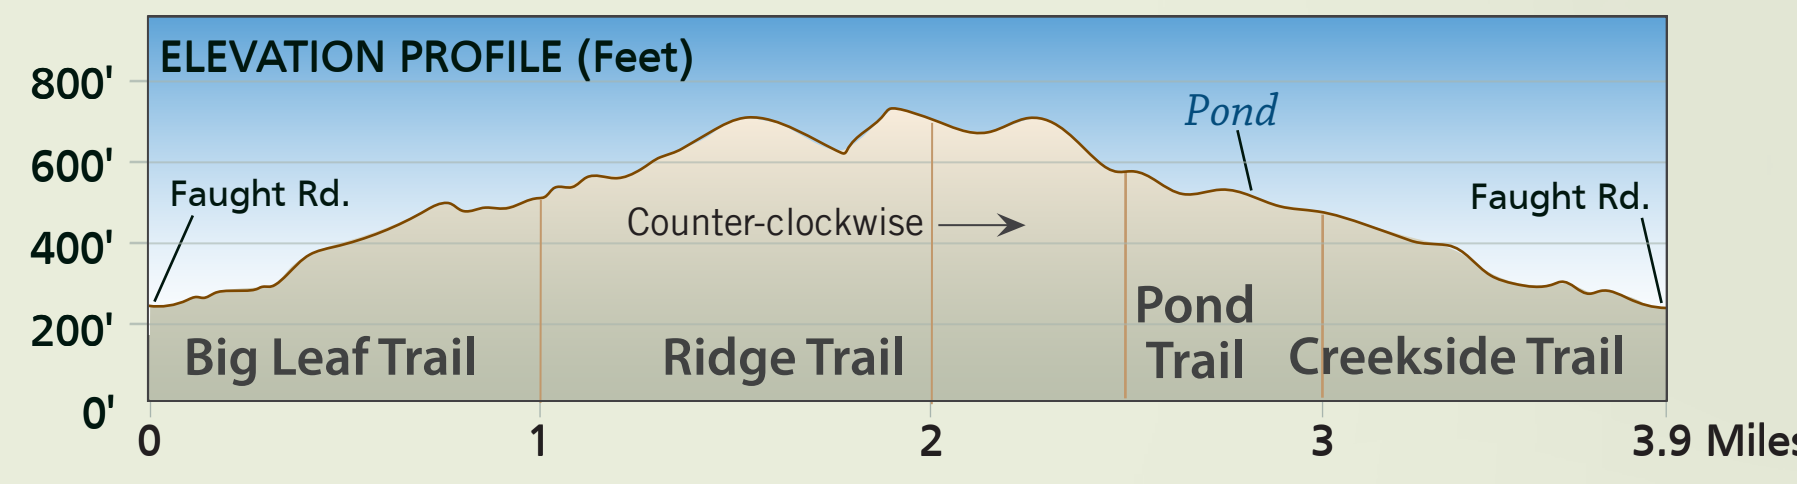 ELEVATION PROFILE (Feet)
800'
Pond
600'
Faught Rd.
Faught Rd.
Counter-clockwise
400'
Pond
200'
Big Leaf Trail
Ridge Trail
Trail
Creekside Trail
0'
0
1
2
3
3.9 Miles